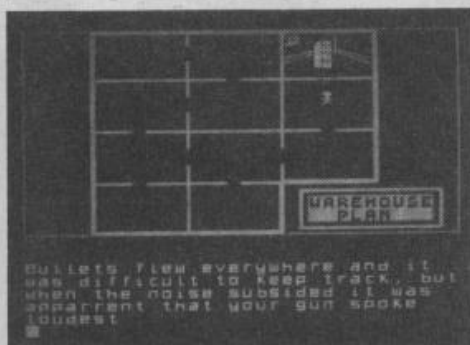 WAREHOUSE
PLAN
Bullets flew everywhere and it
was difficult to keep track, but
when the noise subsided it was
apparrent that your gun spoke
loudest